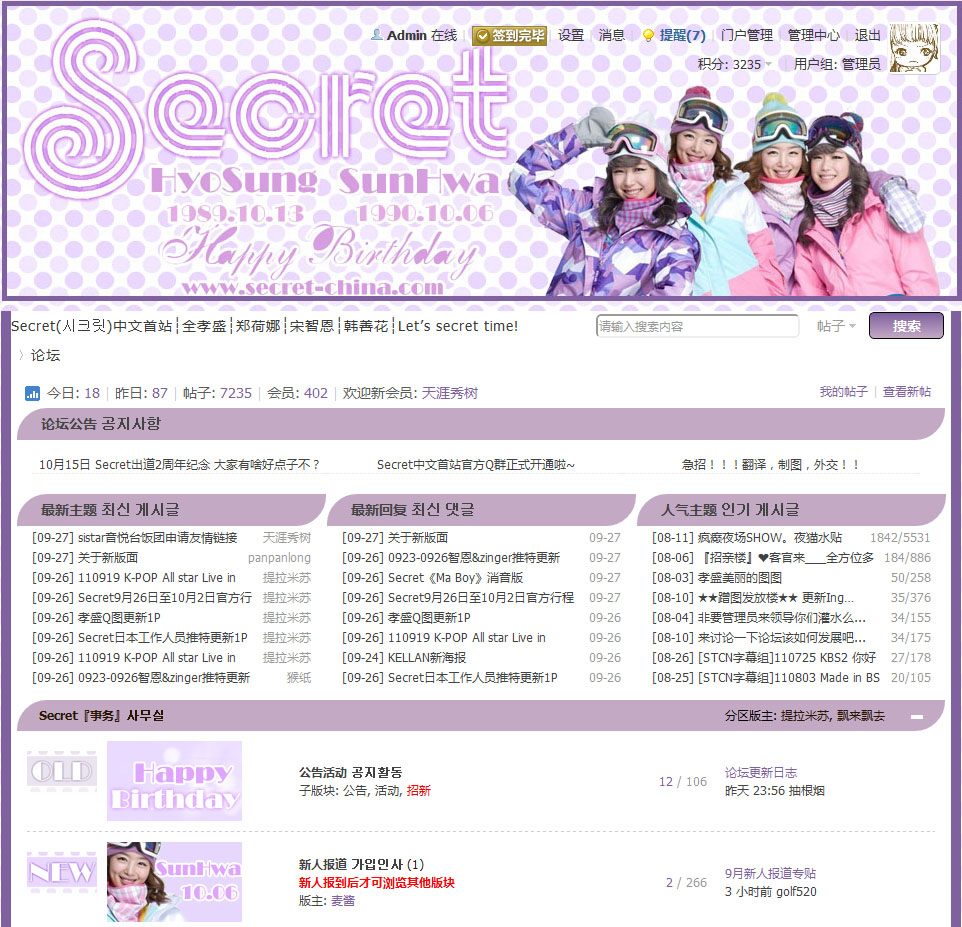 Admin 在线 签到完毕 设置 消息 提醒(7) 门户管理 管理中心 退出
积分: 3235 用户组: 管理员
Secret
HyoSung SunHwa
1989.10.13 1990.10.06
Happy Birthday
www.secret-china.com
Secret(시크릿)中文首站┆全孝盛┆郑荷娜┆宋智恩┆韩善花┆Let's secret time! 请输入搜索内容 帖子 搜索
〉论坛
今日: 18 | 昨日: 87 | 帖子: 7235 | 会员: 402 | 欢迎新会员: 天涯秀树 我的帖子 | 查看新帖
论坛公告 공지사항
10月15日 Secret出道2周年纪念 大家有啥好点子不？ Secret中文首站官方Q群正式开通啦~ 急招！！！翻译，制图，外交！！
最新主题 최신 게시글 最新回复 최신 댓글 人气主题 인기 게시글
[09-27] sistar音悦台饭团申请友情链接 天涯秀树 [09-27] 关于新版面 09-27 [08-11] 疯癫夜场SHOW。夜猫水贴 1842/5531
[09-27] 关于新版面 panpanlong [09-26] 0923-0926智恩&zinger推特更新 09-27 [08-06] 『招亲楼』❤客官来____全方位多 184/886
[09-26] 110919 K-POP All star Live in 提拉米苏 [09-26] Secret《Ma Boy》消音版 09-27 [08-03] 孝盛美丽的图图 50/258
[09-26] Secret9月26日至10月2日官方行 提拉米苏 [09-26] Secret9月26日至10月2日官方行程 09-27 [08-10] ★★蹭图发放楼★★ 更新Ing... 35/376
[09-26] 孝盛Q图更新1P 提拉米苏 [09-26] 孝盛Q图更新1P 09-26 [08-04] 非要管理员来领导你们灌水么... 34/155
[09-26] Secret日本工作人员推特更新1P 提拉米苏 [09-26] 110919 K-POP All star Live in 09-26 [08-10] 来讨论一下论坛该如何发展吧... 34/175
[09-26] 110919 K-POP All star Live in 提拉米苏 [09-24] KELLAN新海报 09-26 [08-26] [STCN字幕组]110725 KBS2 你好 27/178
[09-26] 0923-0926智恩&zinger推特更新 猴纸 [09-26] Secret日本工作人员推特更新1P 09-26 [08-25] [STCN字幕组]110803 Made in BS 20/105
Secret『事务』사무실 分区版主: 提拉米苏, 飘来飘去
OLD Happy Birthday
公告活动 공지활동
子版块: 公告, 活动, 招新
12 / 106
论坛更新日志
昨天 23:56 抽根烟
NEW SunHwa
10.06
新人报道 가입인사 (1)
新人报到后才可浏览其他版块
版主: 麦酱
2 / 266
9月新人报道专贴
3 小时前 golf520